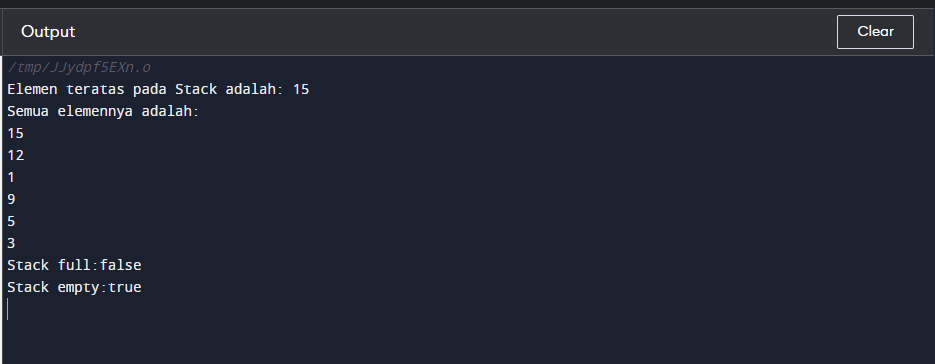 Output
Clear
/tmp/JJydpf5EXn.o
Elemen teratas pada Stack adalah: 15
Semua elemennya adalah:
15
12
1
9
5
3
Stack full:false
Stack empty:true